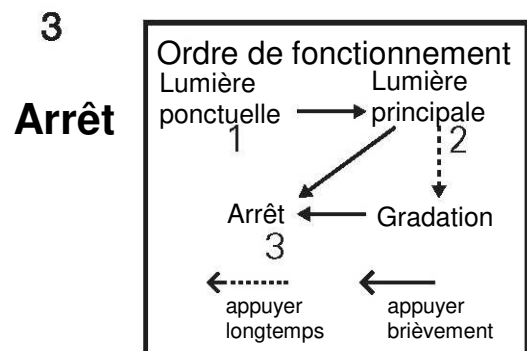 3
Arrêt
Ordre de fonctionnement
Lumière
ponctuelle
1
Lumière
principale
2
Arrêt
3
Gradation
appuyer
longtemps
appuyer
brièvement